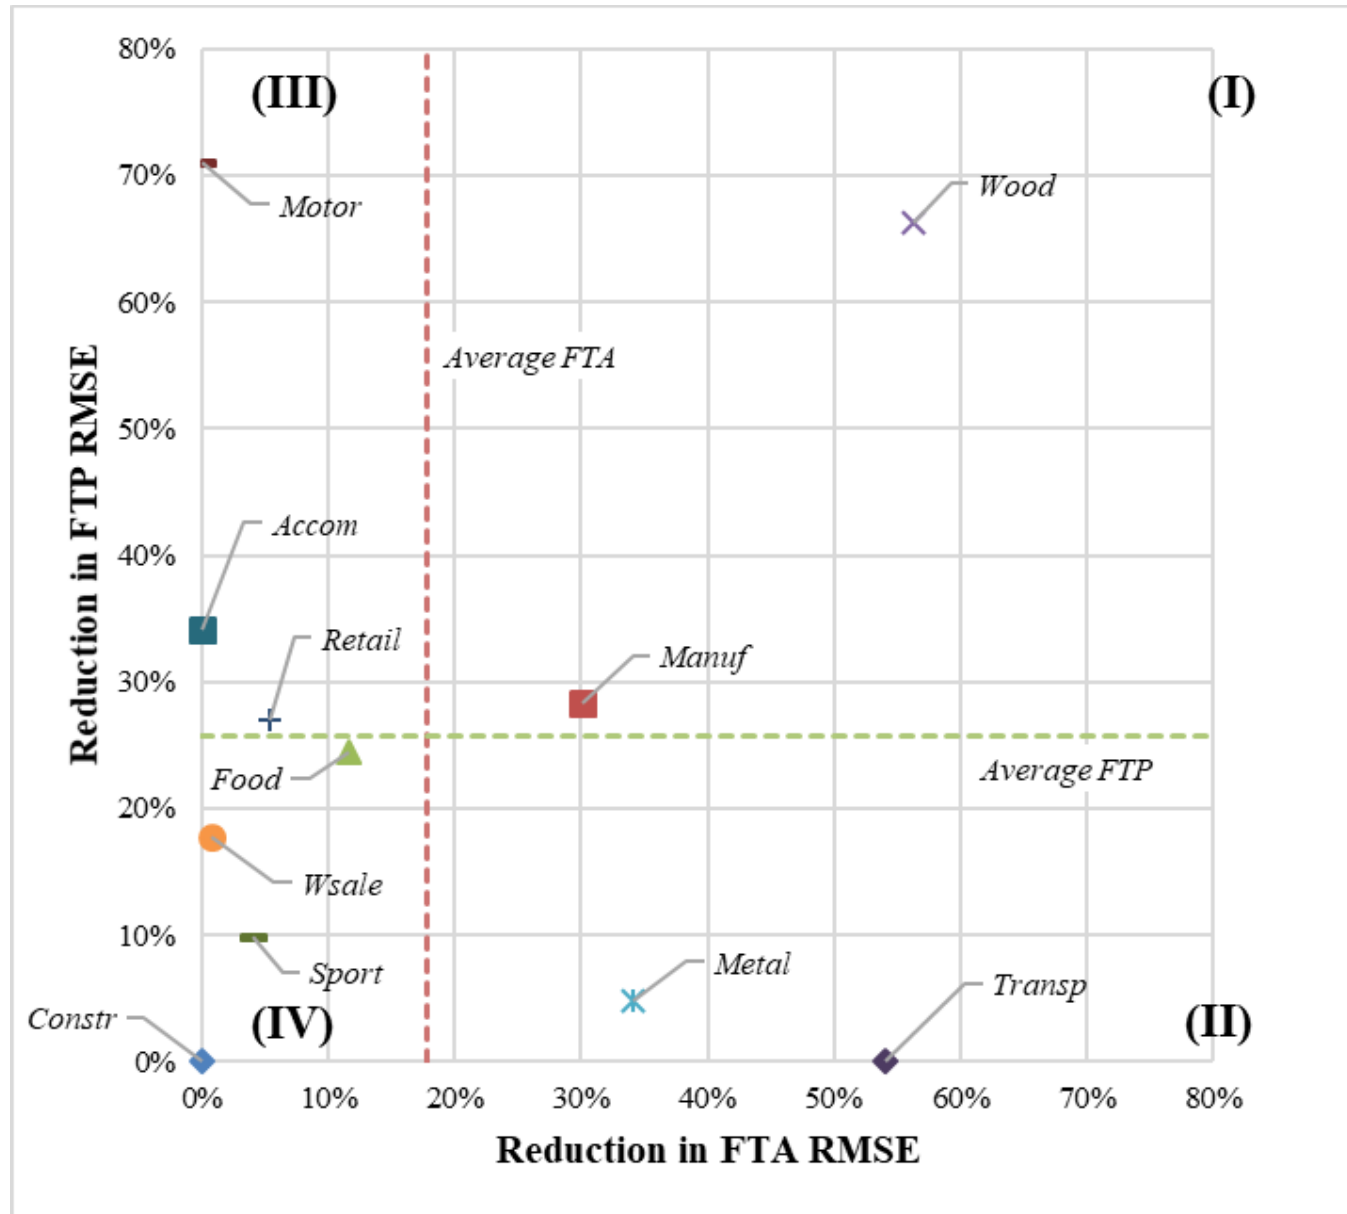 80%
(III)
(I)
70%
Motor
Wood
60%
Average FTA
50%
Reduction in FTP RMSE
Accom
40%
Retail
Manuf
30%
Food
Average FTP
20%
Wsale
10%
Sport
Metal
Transp
Constr
(IV)
(II)
0%
0% 10% 20% 30% 40% 50% 60% 70% 80%
Reduction in FTA RMSE